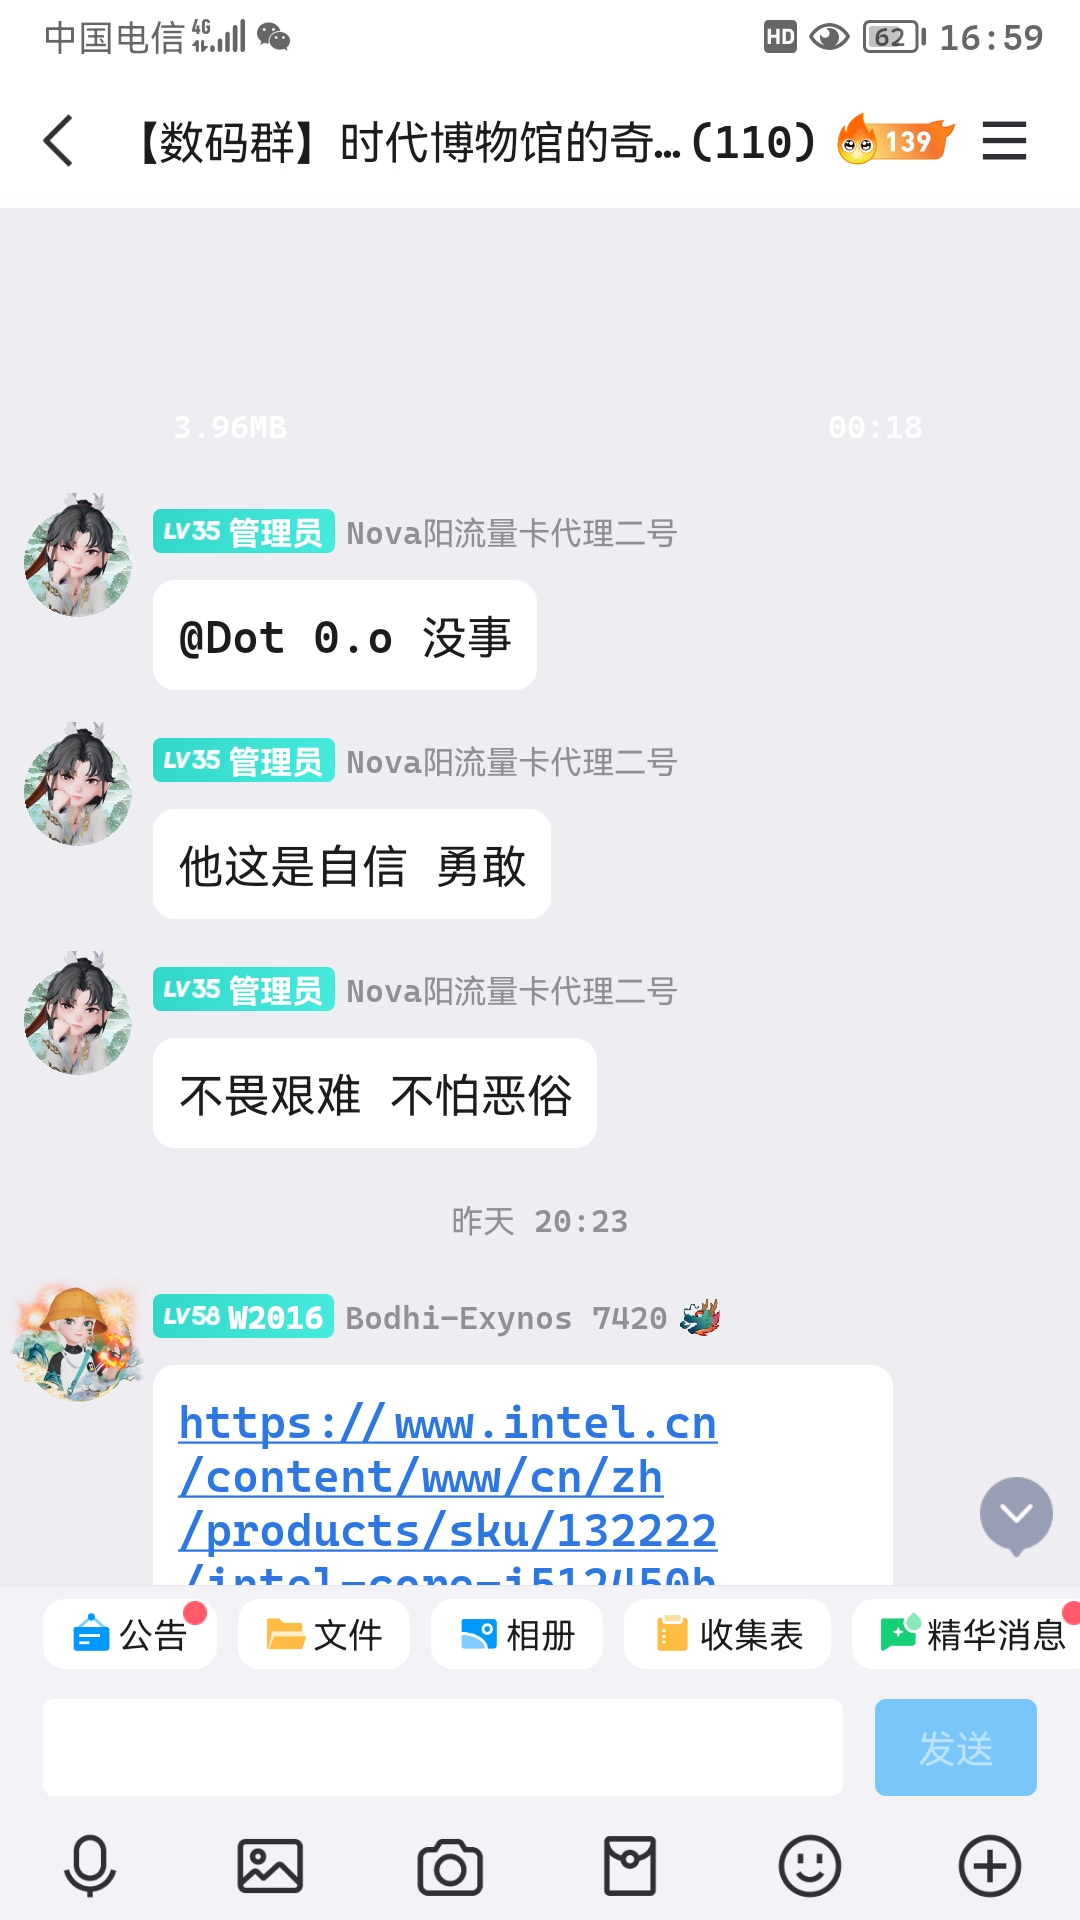 中国电信 4G HD 62 16:59
【数码群】时代博物馆的奇...(110) 139
3.96MB 00:18
LV35 管理员 Nova阳流量卡代理二号
@Dot 0.o 没事
LV35 管理员 Nova阳流量卡代理二号
他这是自信 勇敢
LV35 管理员 Nova阳流量卡代理二号
不畏艰难 不怕恶俗
昨天 20:23
LV58 W2016 Bodhi-Exynos 7420
https://www.intel.cn
/content/www/cn/zh
/products/sku/132222
/intel-core-i512450h
公告 文件 相册 收集表 精华消息
发送